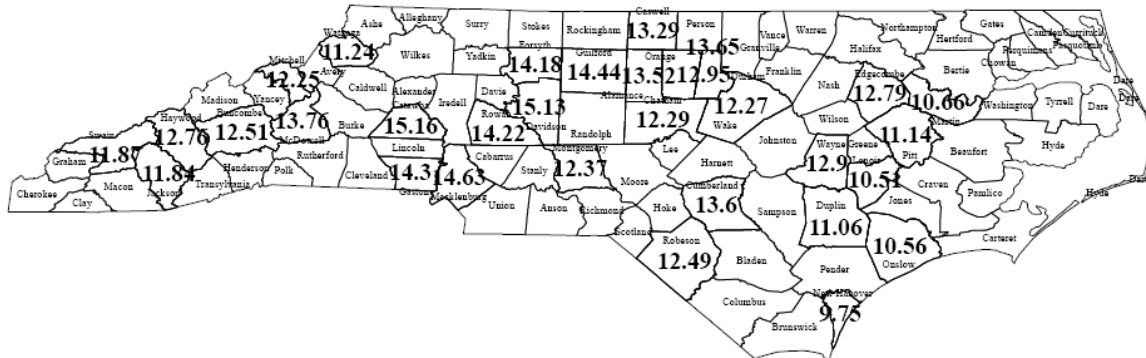 Ashe
Alleghany
Surry
Stokes
Rockingham
Caswell
13.29
Person
13.65
Granville
Vance
Warren
Northampton
Gates
Hertford
Camden
Currituck
Pasquotank
Perquimans
Chowan
Halifax
Watauga
11.24
Wilkes
Yadkin
Forsyth
14.18
Guilford
14.44
Orange
13.52
12.95
Durham
Franklin
Nash
Edgecombe
12.79
Bertie
10.66
Martin
Washington
Tyrrell
Dare
Dare
Mitchell
12.25
Avery
Caldwell
Alexander
Iredell
Davie
15.13
Davidson
Alamance
Randolph
Chatham
12.29
12.27
Wake
Wilson
Madison
Yancey
Buncombe
12.51
13.76
McDowell
Burke
Catawba
15.16
Rowan
14.22
Johnston
Wayne
12.9
Greene
Lenoir
10.51
11.14
Pitt
Beaufort
Hyde
Swain
11.87
Haywood
12.76
Graham
Cherokee
Clay
Macon
11.84
Jackson
Transylvania
Henderson
Polk
Rutherford
Cleveland
Lincoln
14.3
Gaston
14.63
Mecklenburg
Cabarrus
Stanly
Montgomery
12.37
Moore
Lee
Harnett
Union
Anson
Richmond
Scotland
Hoke
Cumberland
13.6
Sampson
Duplin
11.06
Jones
Craven
Pamlico
Carteret
Hyde
Robeson
12.49
Bladen
Pender
10.56
Onslow
Columbus
Brunswick
New Hanover
9.75